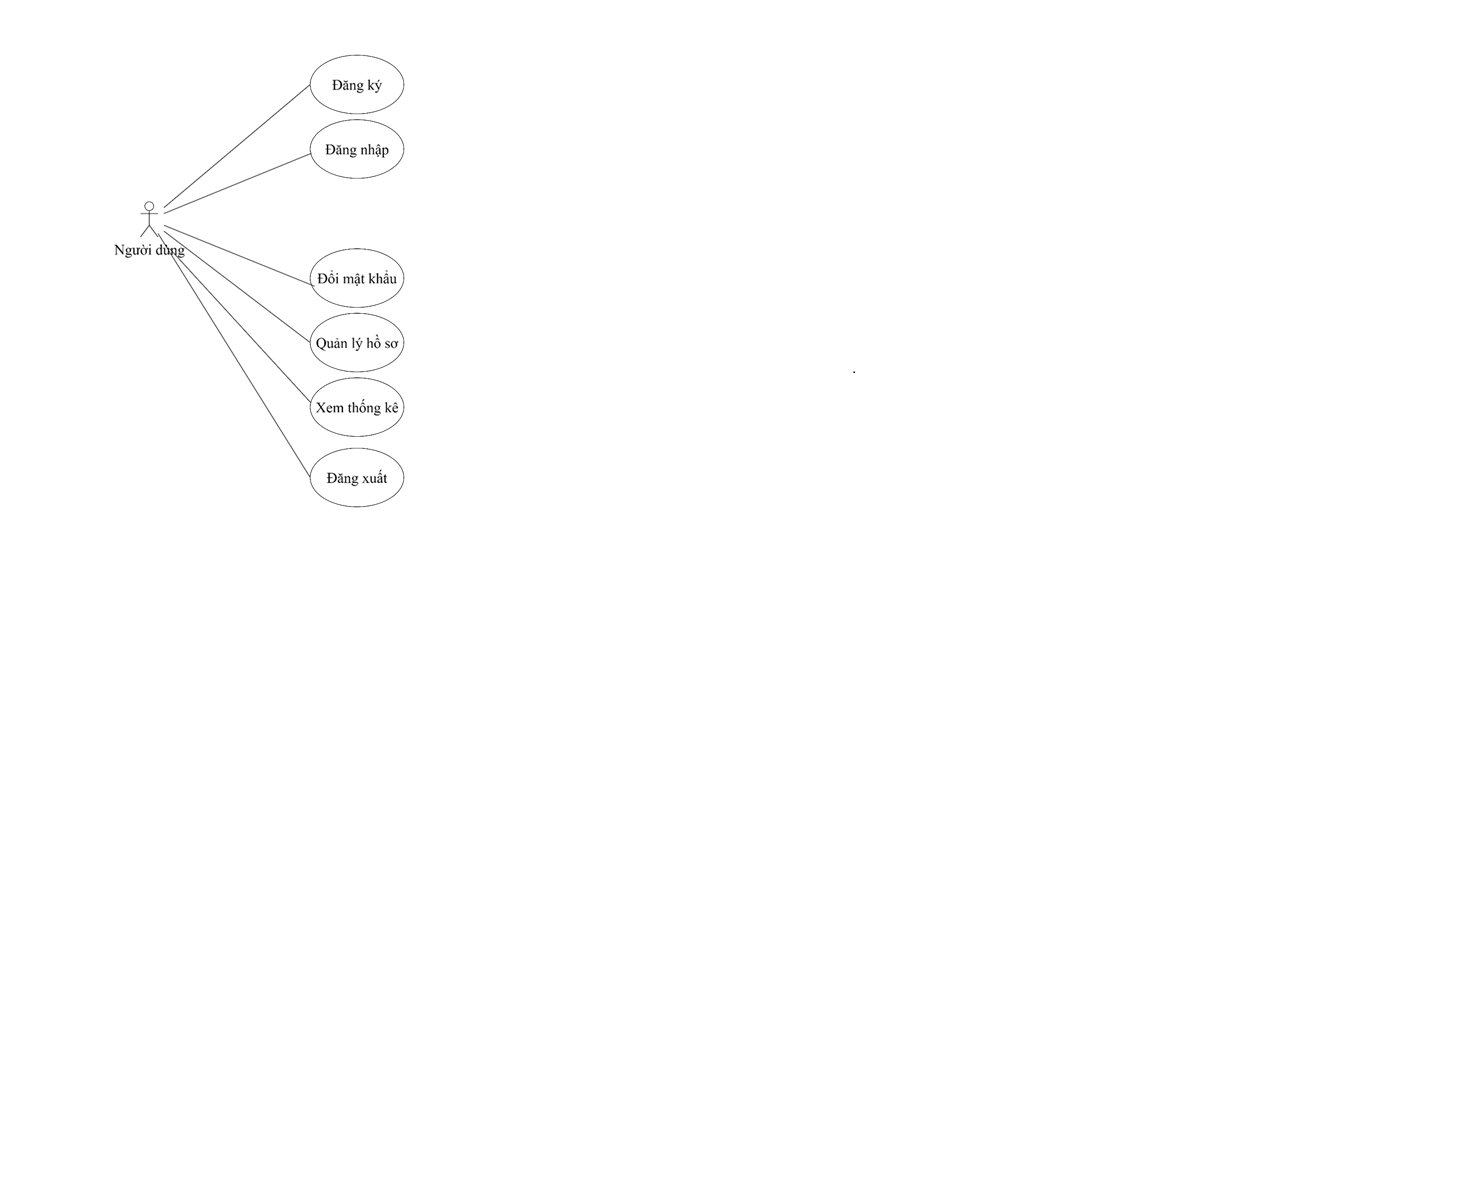 Đăng ký
Đăng nhập
Người dùng
Đổi mật khẩu
Quản lý hồ sơ
Xem thống kê
Đăng xuất